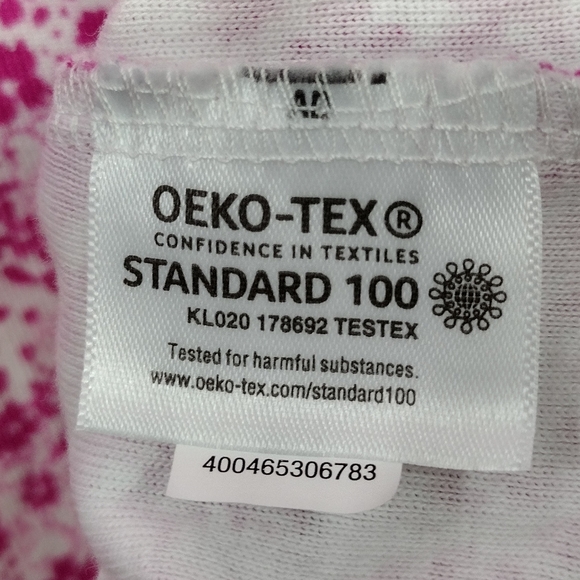 OEKO-TEX®
CONFIDENCE IN TEXTILES
STANDARD 100
KL020 178692 TESTEX
Tested for harmful substances.
www.oeko-tex.com/standard100
400465306783